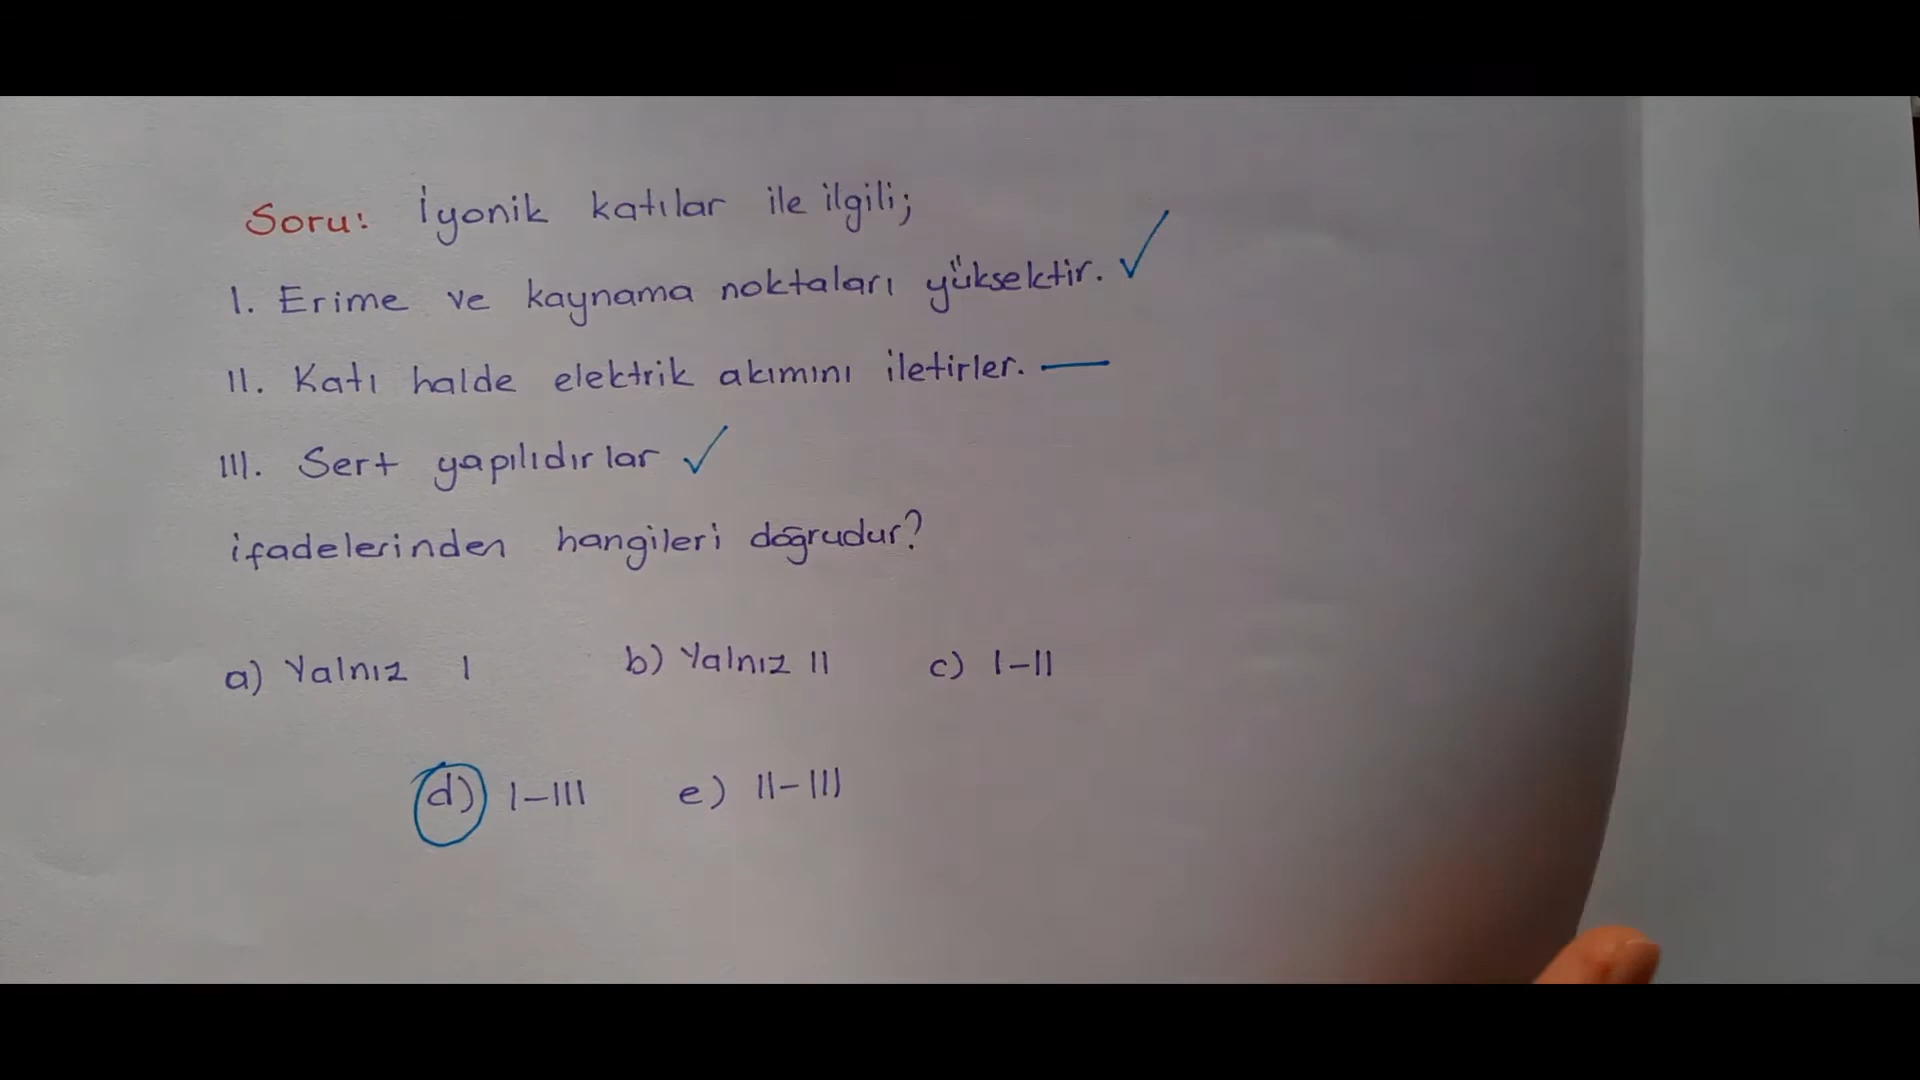 Soru: İyonik katılar ile ilgili;
I. Erime ve kaynama noktaları yüksektir. ✓
II. Katı halde elektrik akımını iletirler. —
III. Sert yapılıdırlar ✓
ifadelerinden hangileri doğrudur?
a) Yalnız I b) Yalnız II c) I-II
d) I-III e) II-III